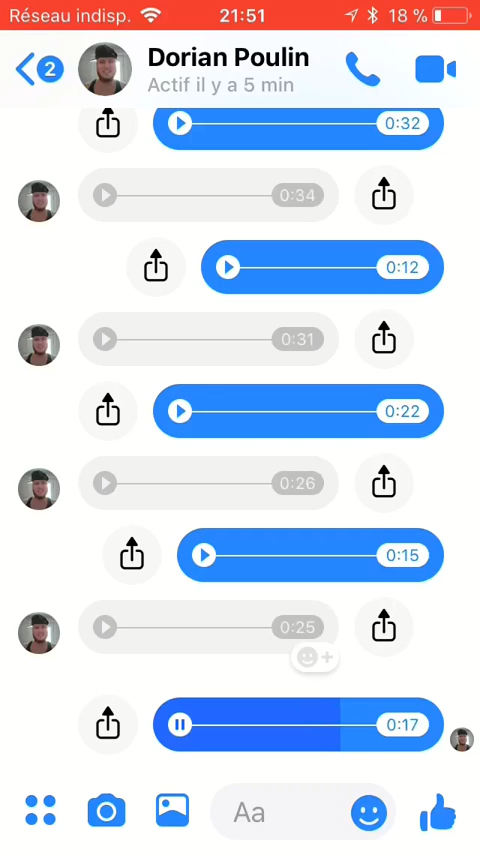 Réseau indisp. 21:51 18 %
2 Dorian Poulin
Actif il y a 5 min
0:32
0:34
0:12
0:31
0:22
0:26
0:15
0:25
0:17
Aa